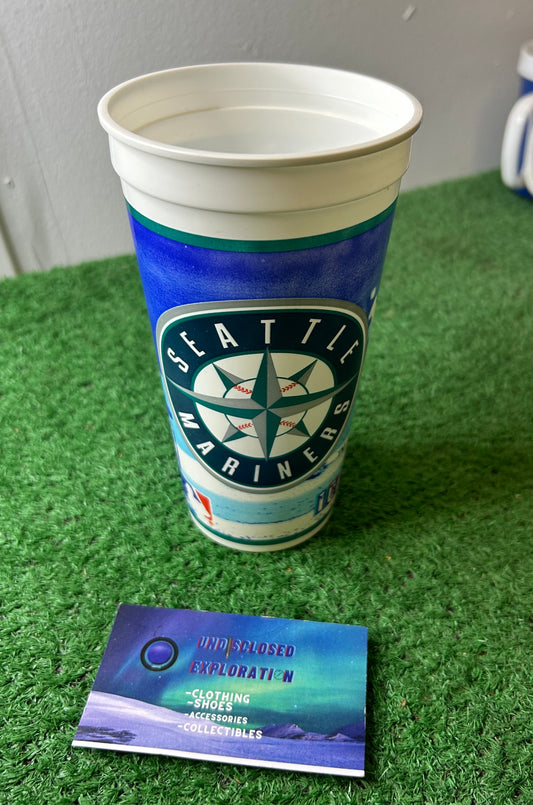 SEATTLE
MARINERS
UNDISCLOSED
EXPLORATION
-CLOTHING
-SHOES
-ACCESSORIES
-COLLECTIBLES